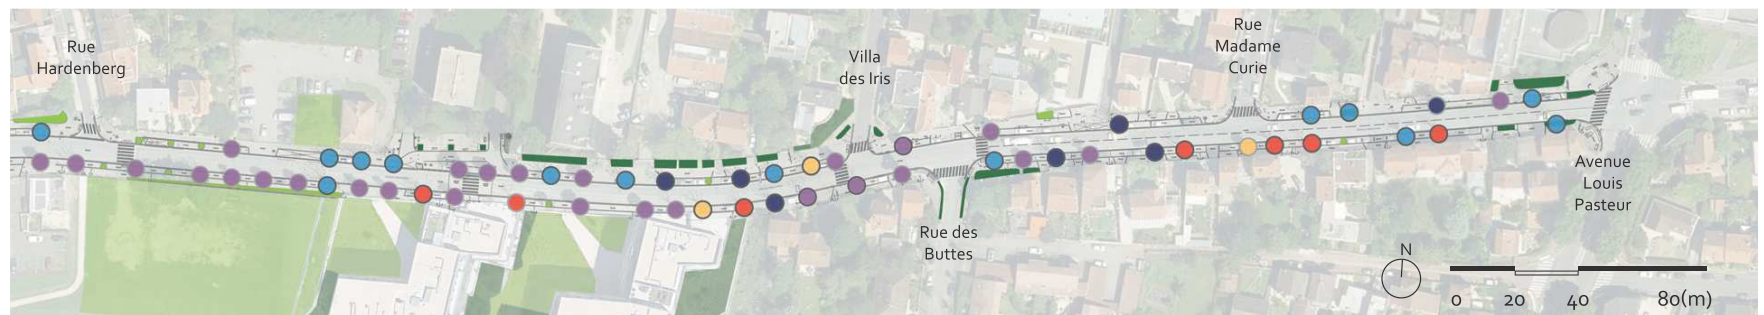 Rue
Hardenberg
Villa
des Iris
Rue
Madame
Curie
Rue des
Buttes
Avenue
Louis
Pasteur
N
0 20 40 80(m)